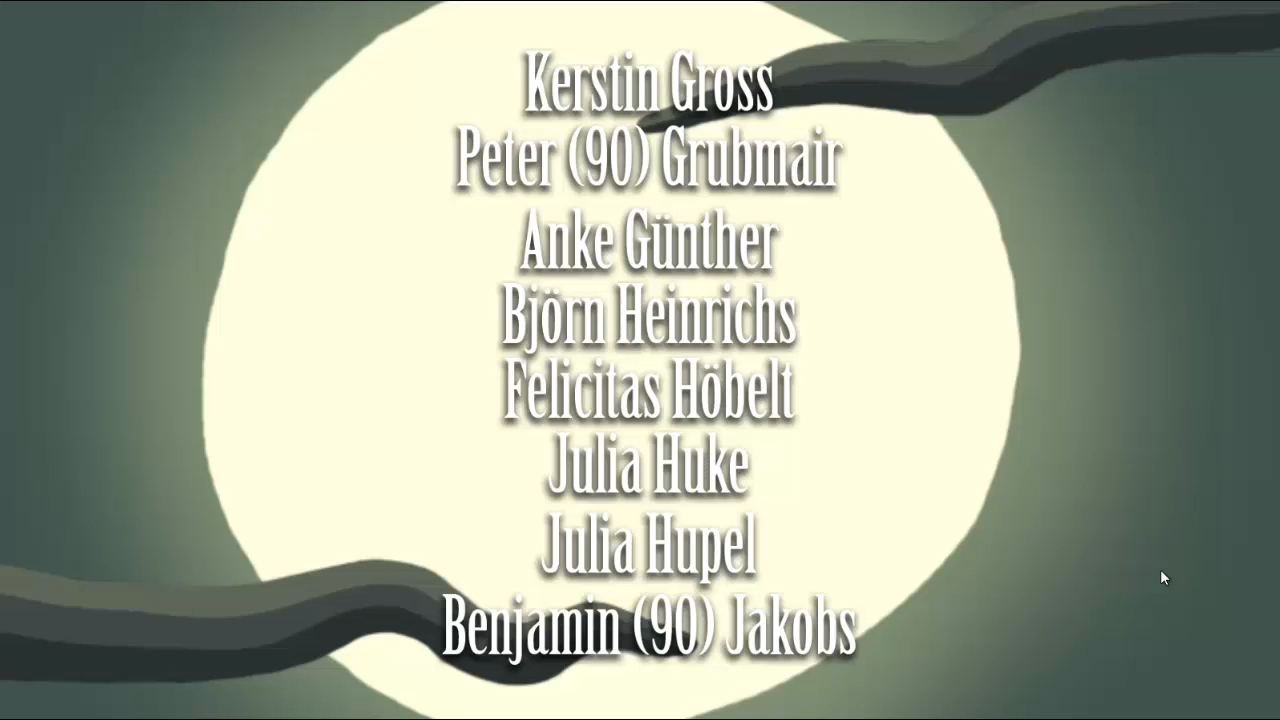 Kerstin Gross
Peter (90) Grubmair
Anke Günther
Björn Heinrichs
Felicitas Höbelt
Julia Huke
Julia Hupel
Benjamin (90) Jakobs